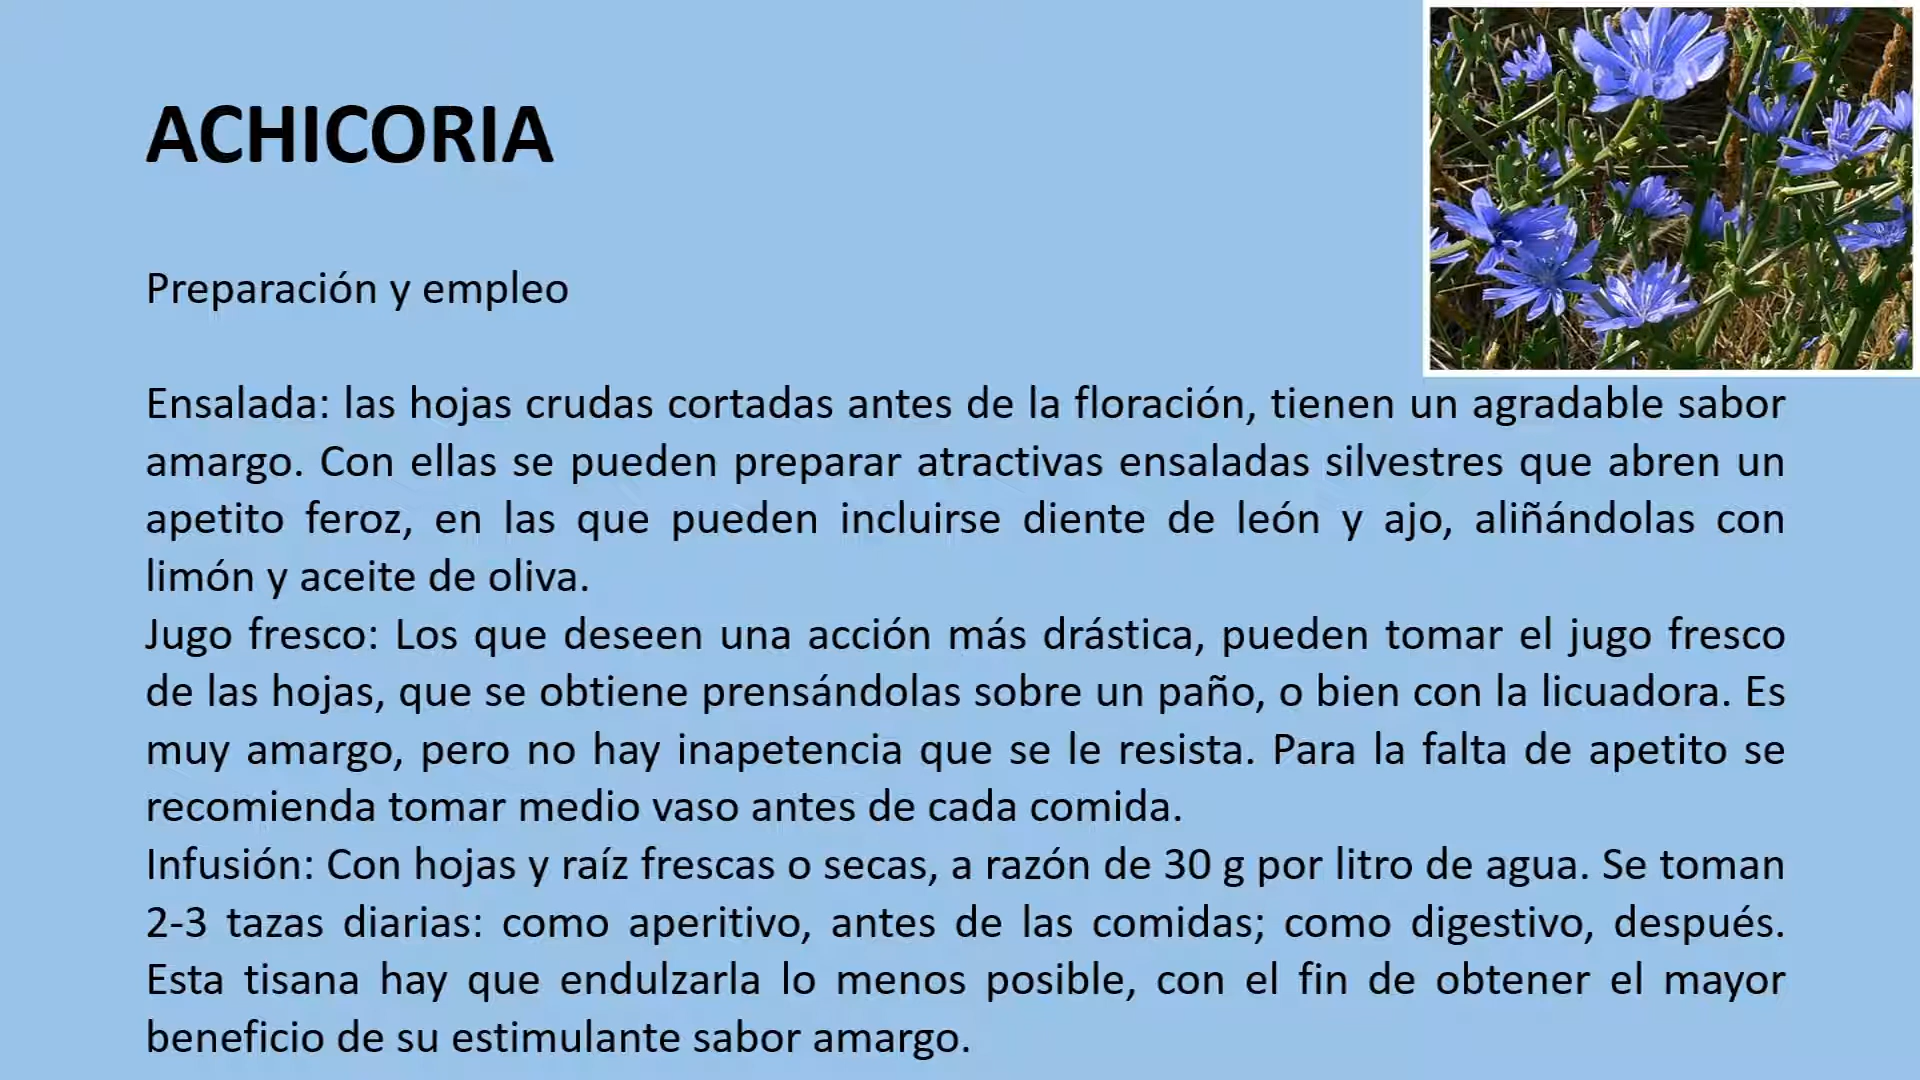 ACHICORIA
Preparación y empleo
Ensalada: las hojas crudas cortadas antes de la floración, tienen un agradable sabor
amargo. Con ellas se pueden preparar atractivas ensaladas silvestres que abren un
apetito feroz, en las que pueden incluirse diente de león y ajo, aliñándolas con
limón y aceite de oliva.
Jugo fresco: Los que deseen una acción más drástica, pueden tomar el jugo fresco
de las hojas, que se obtiene prensándolas sobre un paño, o bien con la licuadora. Es
muy amargo, pero no hay inapetencia que se le resista. Para la falta de apetito se
recomienda tomar medio vaso antes de cada comida.
Infusión: Con hojas y raíz frescas o secas, a razón de 30 g por litro de agua. Se toman
2-3 tazas diarias: como aperitivo, antes de las comidas; como digestivo, después.
Esta tisana hay que endulzarla lo menos posible, con el fin de obtener el mayor
beneficio de su estimulante sabor amargo.